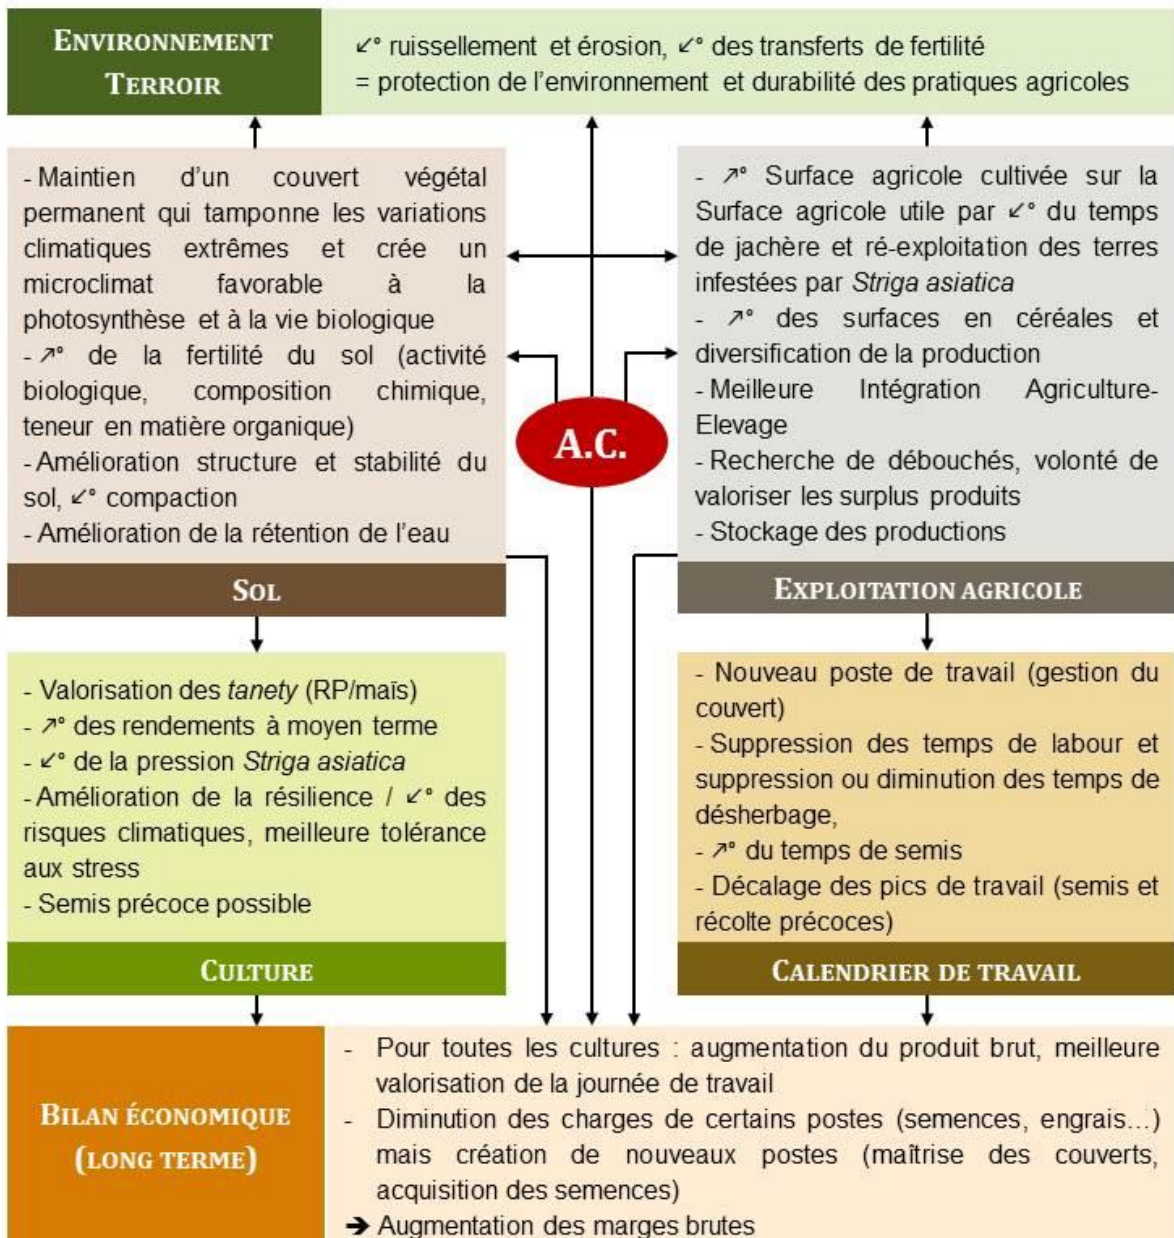 ENVIRONNEMENT
TERROIR
↙° ruissellement et érosion, ↙° des transferts de fertilité
= protection de l’environnement et durabilité des pratiques agricoles
- Maintien d’un couvert végétal
permanent qui tamponne les variations
climatiques extrêmes et crée un
microclimat favorable à la
photosynthèse et à la vie biologique
- ↗° de la fertilité du sol (activité
biologique, composition chimique,
teneur en matière organique)
- Amélioration structure et stabilité du
sol, ↙° compaction
- Amélioration de la rétention de l’eau
SOL
A.C.
- ↗° Surface agricole cultivée sur la
Surface agricole utile par ↙° du temps
de jachère et ré-exploitation des terres
infestées par Striga asiatica
- ↗° des surfaces en céréales et
diversification de la production
- Meilleure Intégration Agriculture-
Elevage
- Recherche de débouchés, volonté de
valoriser les surplus produits
- Stockage des productions
EXPLOITATION AGRICOLE
- Valorisation des tanety (RP/maïs)
- ↗° des rendements à moyen terme
- ↙° de la pression Striga asiatica
- Amélioration de la résilience / ↙° des
risques climatiques, meilleure tolérance
aux stress
- Semis précoce possible
CULTURE
- Nouveau poste de travail (gestion du
couvert)
- Suppression des temps de labour et
suppression ou diminution des temps de
désherbage,
- ↗° du temps de semis
- Décalage des pics de travail (semis et
récolte précoces)
CALENDRIER DE TRAVAIL
BILAN ÉCONOMIQUE
(LONG TERME)
- Pour toutes les cultures : augmentation du produit brut, meilleure
valorisation de la journée de travail
- Diminution des charges de certains postes (semences, engrais…)
mais création de nouveaux postes (maîtrise des couverts,
acquisition des semences)
➔ Augmentation des marges brutes